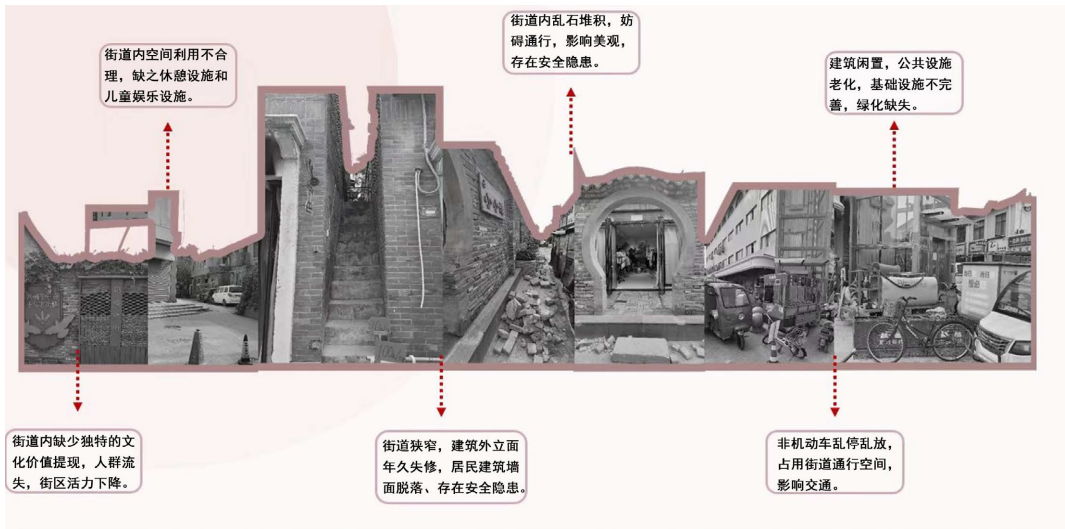 街道内空间利用不合
理，缺之休憩设施和
儿童娱乐设施。
街道内乱石堆积，妨
碍通行，影响美观，
存在安全隐患。
建筑闲置，公共设施
老化，基础设施不完
善，绿化缺失。
街道内缺少独特的文
化价值提现，人群流
失，街区活力下降。
街道狭窄，建筑外立面
年久失修，居民建筑墙
面脱落、存在安全隐患。
非机动车乱停乱放，
占用街道通行空间，
影响交通。